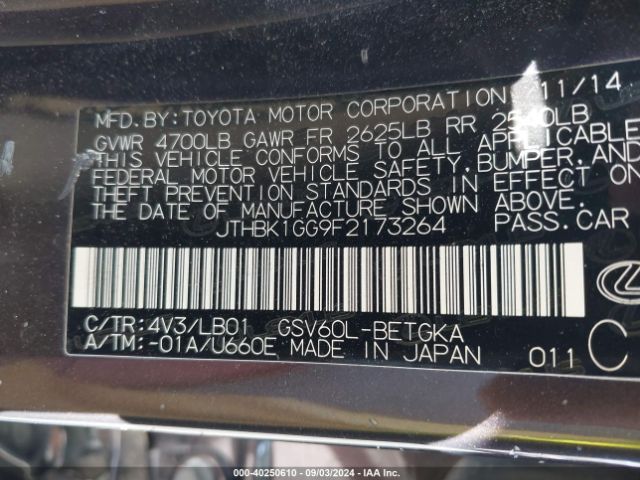 11/14
MFD.BY:TOYOTA MOTOR CORPORATION
GVWR 4700LB GAWR FR 2625LB RR 2540LB
THIS VEHICLE CONFORMS TO ALL APPLICABLE
FEDERAL MOTOR VEHICLE SAFETY,BUMPER,AND
THEFT PREVENTION STANDARDS IN EFFECT ON
THE DATE OF MANUFACTURE SHOWN ABOVE.
JTHBK1GG9F2173264 PASS.CAR
C/TR:4V3/LB01 GSV60L-BETGKA
A/TM:-01A/U660E MADE IN JAPAN 011 C
000-40250610 - 09/03/2024 - IAA Inc.